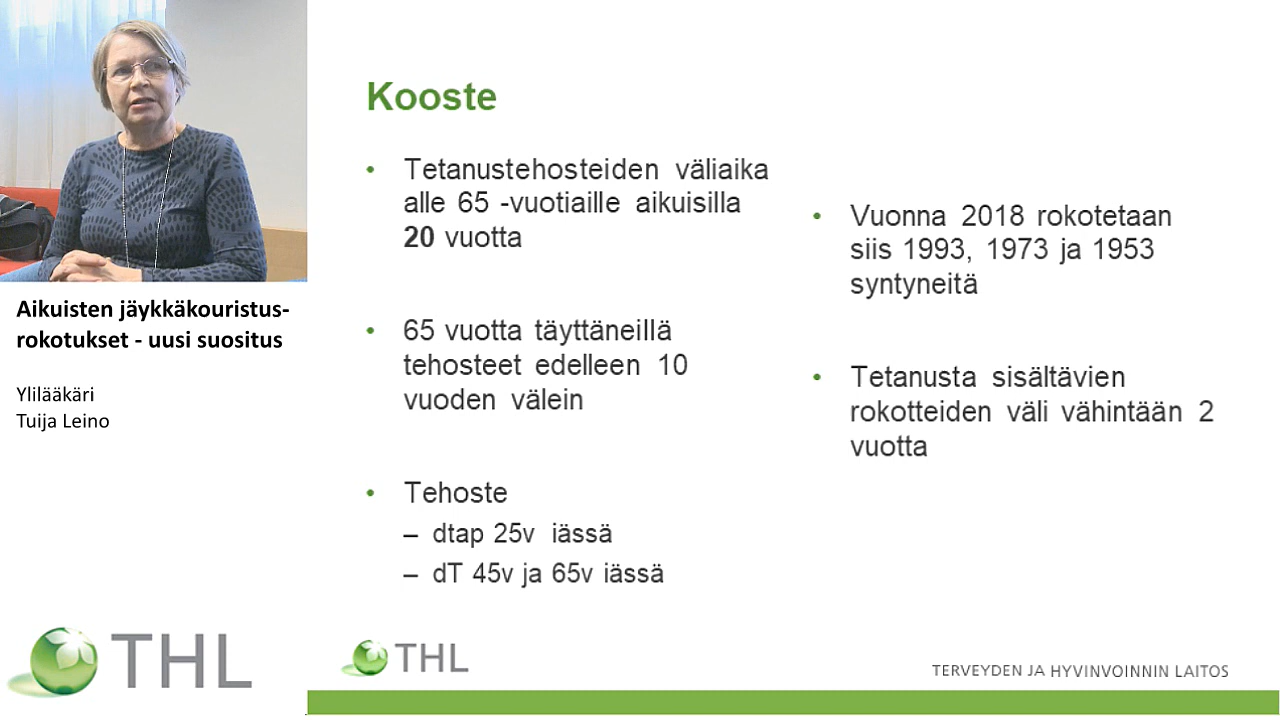 Aikuisten jäykkäkouristus-
rokotukset - uusi suositus
Ylilääkäri
Tuija Leino
THL
Kooste
• Tetanustehosteiden väliaika
alle 65 -vuotiaille aikuisilla
20 vuotta
• 65 vuotta täyttäneillä
tehosteet edelleen 10
vuoden välein
• Tehoste
– dtap 25v iässä
– dT 45v ja 65v iässä
• Vuonna 2018 rokotetaan
siis 1993, 1973 ja 1953
syntyneitä
• Tetanusta sisältävien
rokotteiden väli vähintään 2
vuotta
THL
TERVEYDEN JA HYVINVOINNIN LAITOS